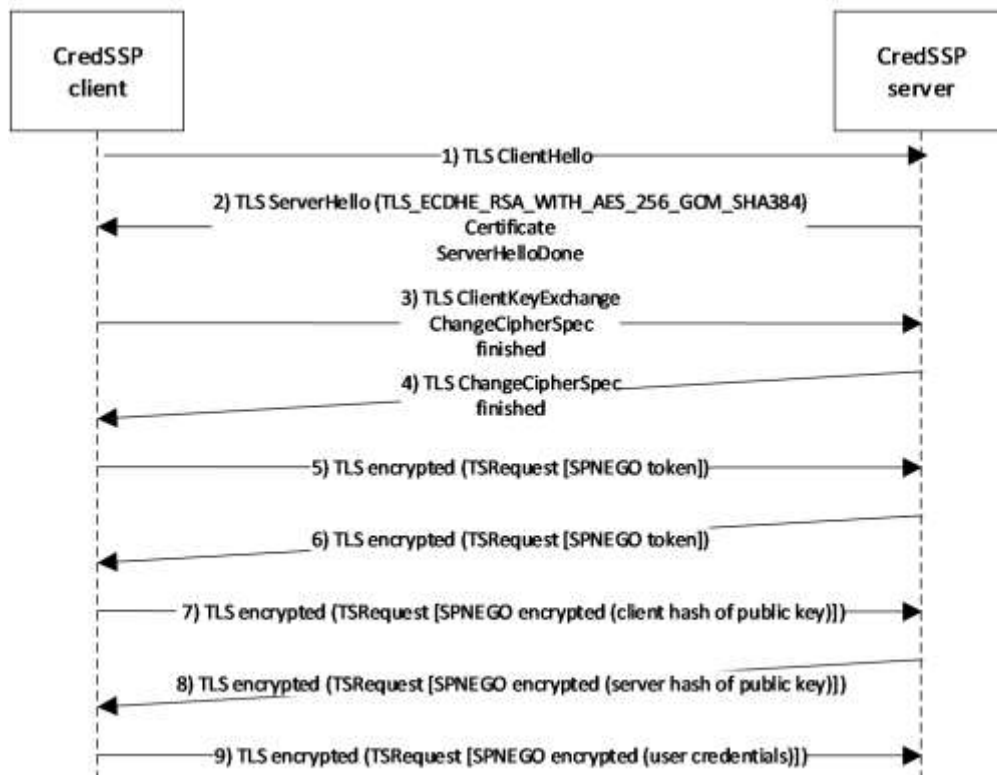 CredSSP
client
CredSSP
server
1) TLS ClientHello
2) TLS ServerHello (TLS_ECDHE_RSA_WITH_AES_256_GCM_SHA384)
Certificate
ServerHelloDone
3) TLS ClientKeyExchange
ChangeCipherSpec
finished
4) TLS ChangeCipherSpec
finished
5) TLS encrypted (TSRequest [SPNEGO token])
6) TLS encrypted (TSRequest [SPNEGO token])
7) TLS encrypted (TSRequest [SPNEGO encrypted (client hash of public key)])
8) TLS encrypted (TSRequest [SPNEGO encrypted (server hash of public key)])
9) TLS encrypted (TSRequest [SPNEGO encrypted (user credentials)])